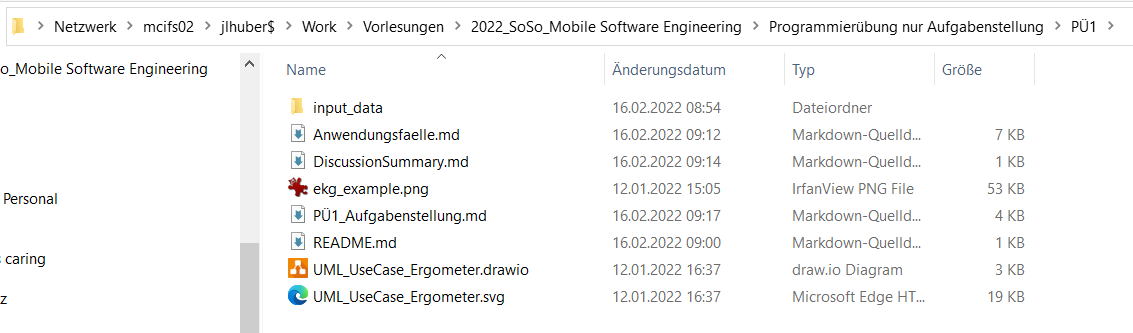 Netzwerk > mcifs02 > jlhuber$ > Work > Vorlesungen > 2022_SoSo_Mobile Software Engineering > Programmierübung nur Aufgabenstellung > PÜ1 >
o_Mobile Software Engineering
Personal
caring
z
Name Änderungsdatum Typ Größe
input_data 16.02.2022 08:54 Dateiordner
Anwendungsfaelle.md 16.02.2022 09:12 Markdown-Quelld... 7 KB
DiscussionSummary.md 16.02.2022 09:14 Markdown-Quelld... 1 KB
ekg_example.png 12.01.2022 15:05 IrfanView PNG File 53 KB
PÜ1_Aufgabenstellung.md 16.02.2022 09:17 Markdown-Quelld... 4 KB
README.md 16.02.2022 09:00 Markdown-Quelld... 1 KB
UML_UseCase_Ergometer.drawio 12.01.2022 16:37 draw.io Diagram 3 KB
UML_UseCase_Ergometer.svg 12.01.2022 16:37 Microsoft Edge HT... 19 KB